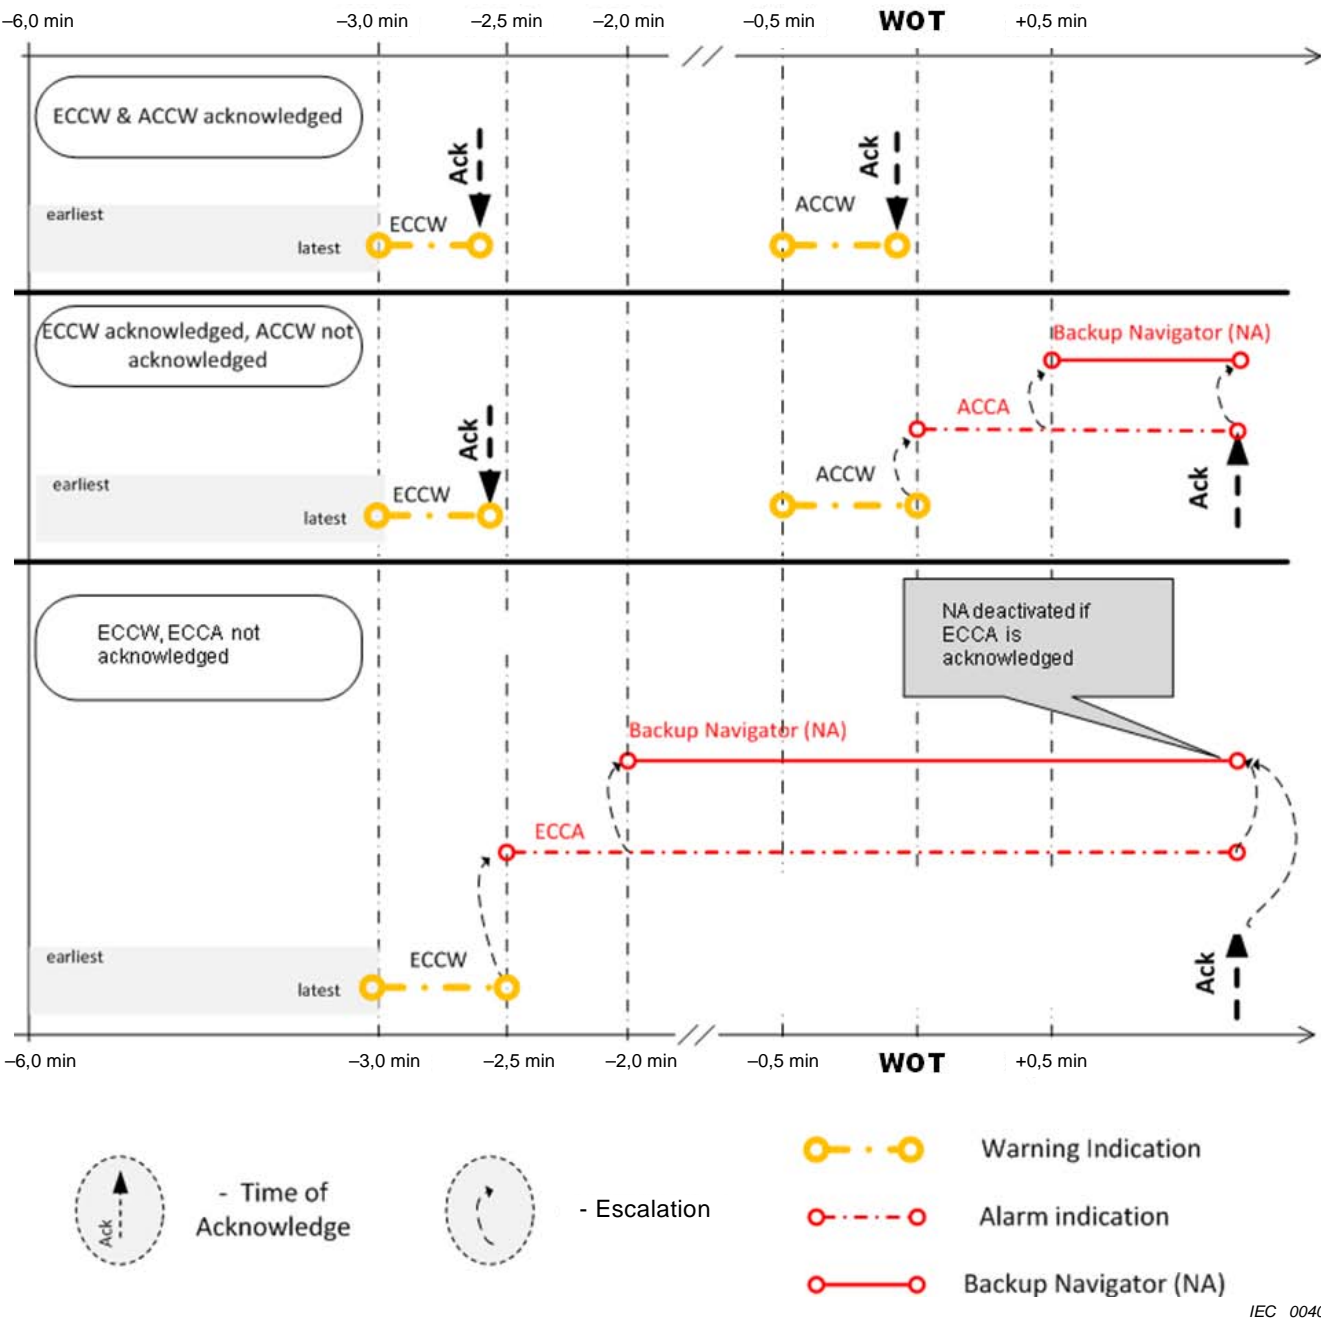 –6,0 min –3,0 min –2,5 min –2,0 min –0,5 min WOT +0,5 min
ECCW & ACCW acknowledged
Ack
Ack
earliest
latest
ECCW
ACCW
ECCW acknowledged, ACCW not
acknowledged
Backup Navigator (NA)
ACCA
Ack
ACCW
earliest
latest
ECCW
Ack
ECCW, ECCA not
acknowledged
NA deactivated if
ECCA is
acknowledged
Backup Navigator (NA)
ECCA
earliest
latest
ECCW
Ack
–6,0 min –3,0 min –2,5 min –2,0 min –0,5 min WOT +0,5 min
Ack
- Time of
Acknowledge
- Escalation
Warning Indication
Alarm indication
Backup Navigator (NA)
IEC 0040